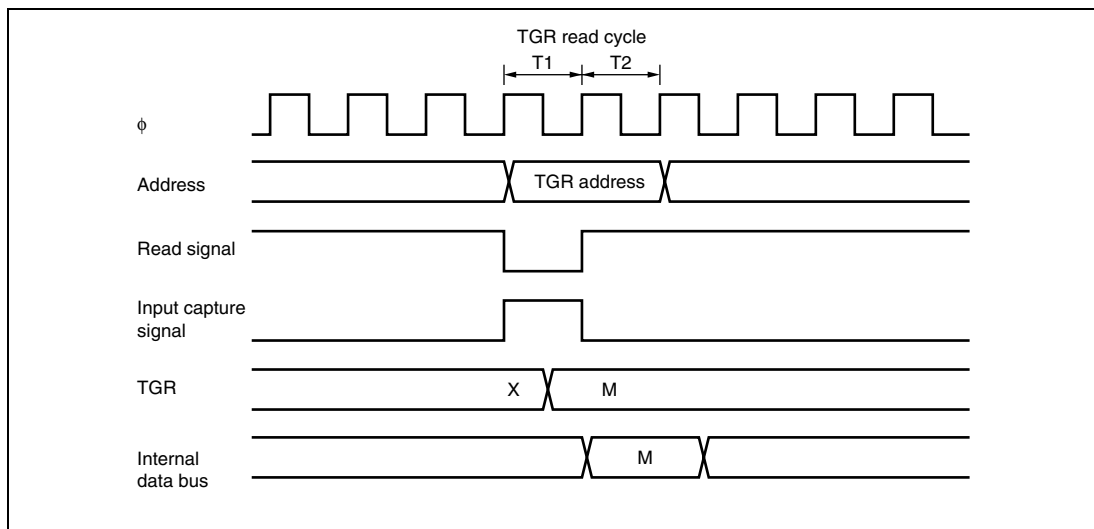 TGR read cycle
T1 T2
ϕ
Address
TGR address
Read signal
Input capture
signal
TGR
X M
Internal
data bus
M